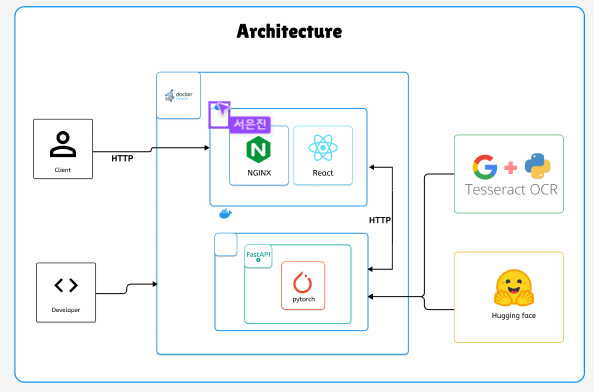 Architecture
docker
서은진
NGINX
React
Client
HTTP
HTTP
Tesseract OCR
FastAPI
pytorch
Developer
Hugging face